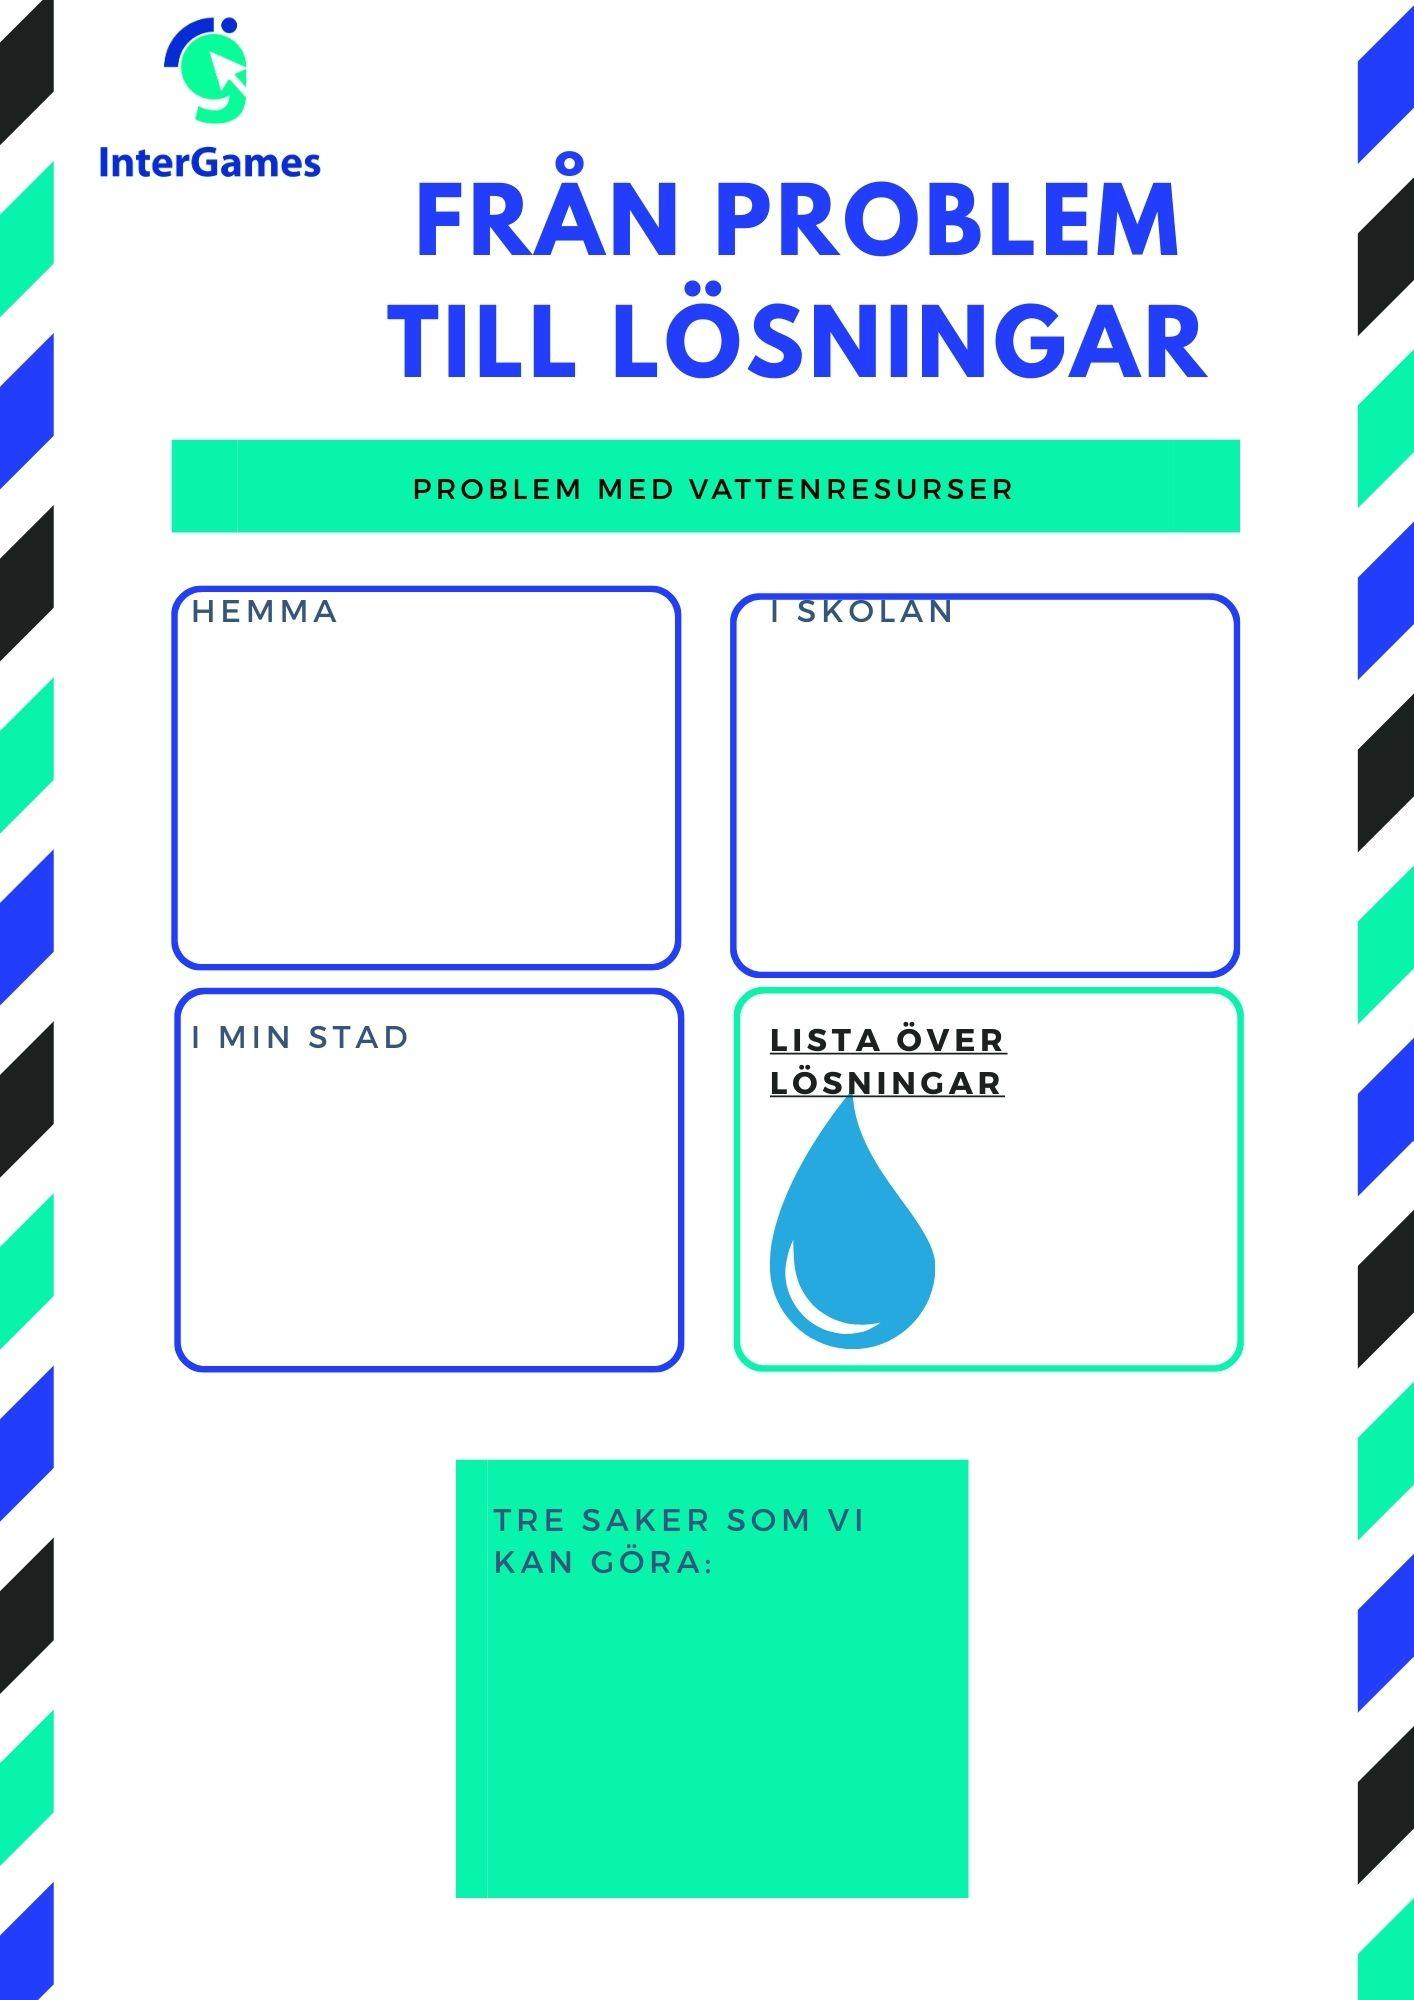 InterGames
FRÅN PROBLEM
TILL LÖSNINGAR
PROBLEM MED VATTENRESURSER
HEMMA
I SKOLAN
I MIN STAD
LISTA ÖVER
LÖSNINGAR
TRE SAKER SOM VI
KAN GÖRA: